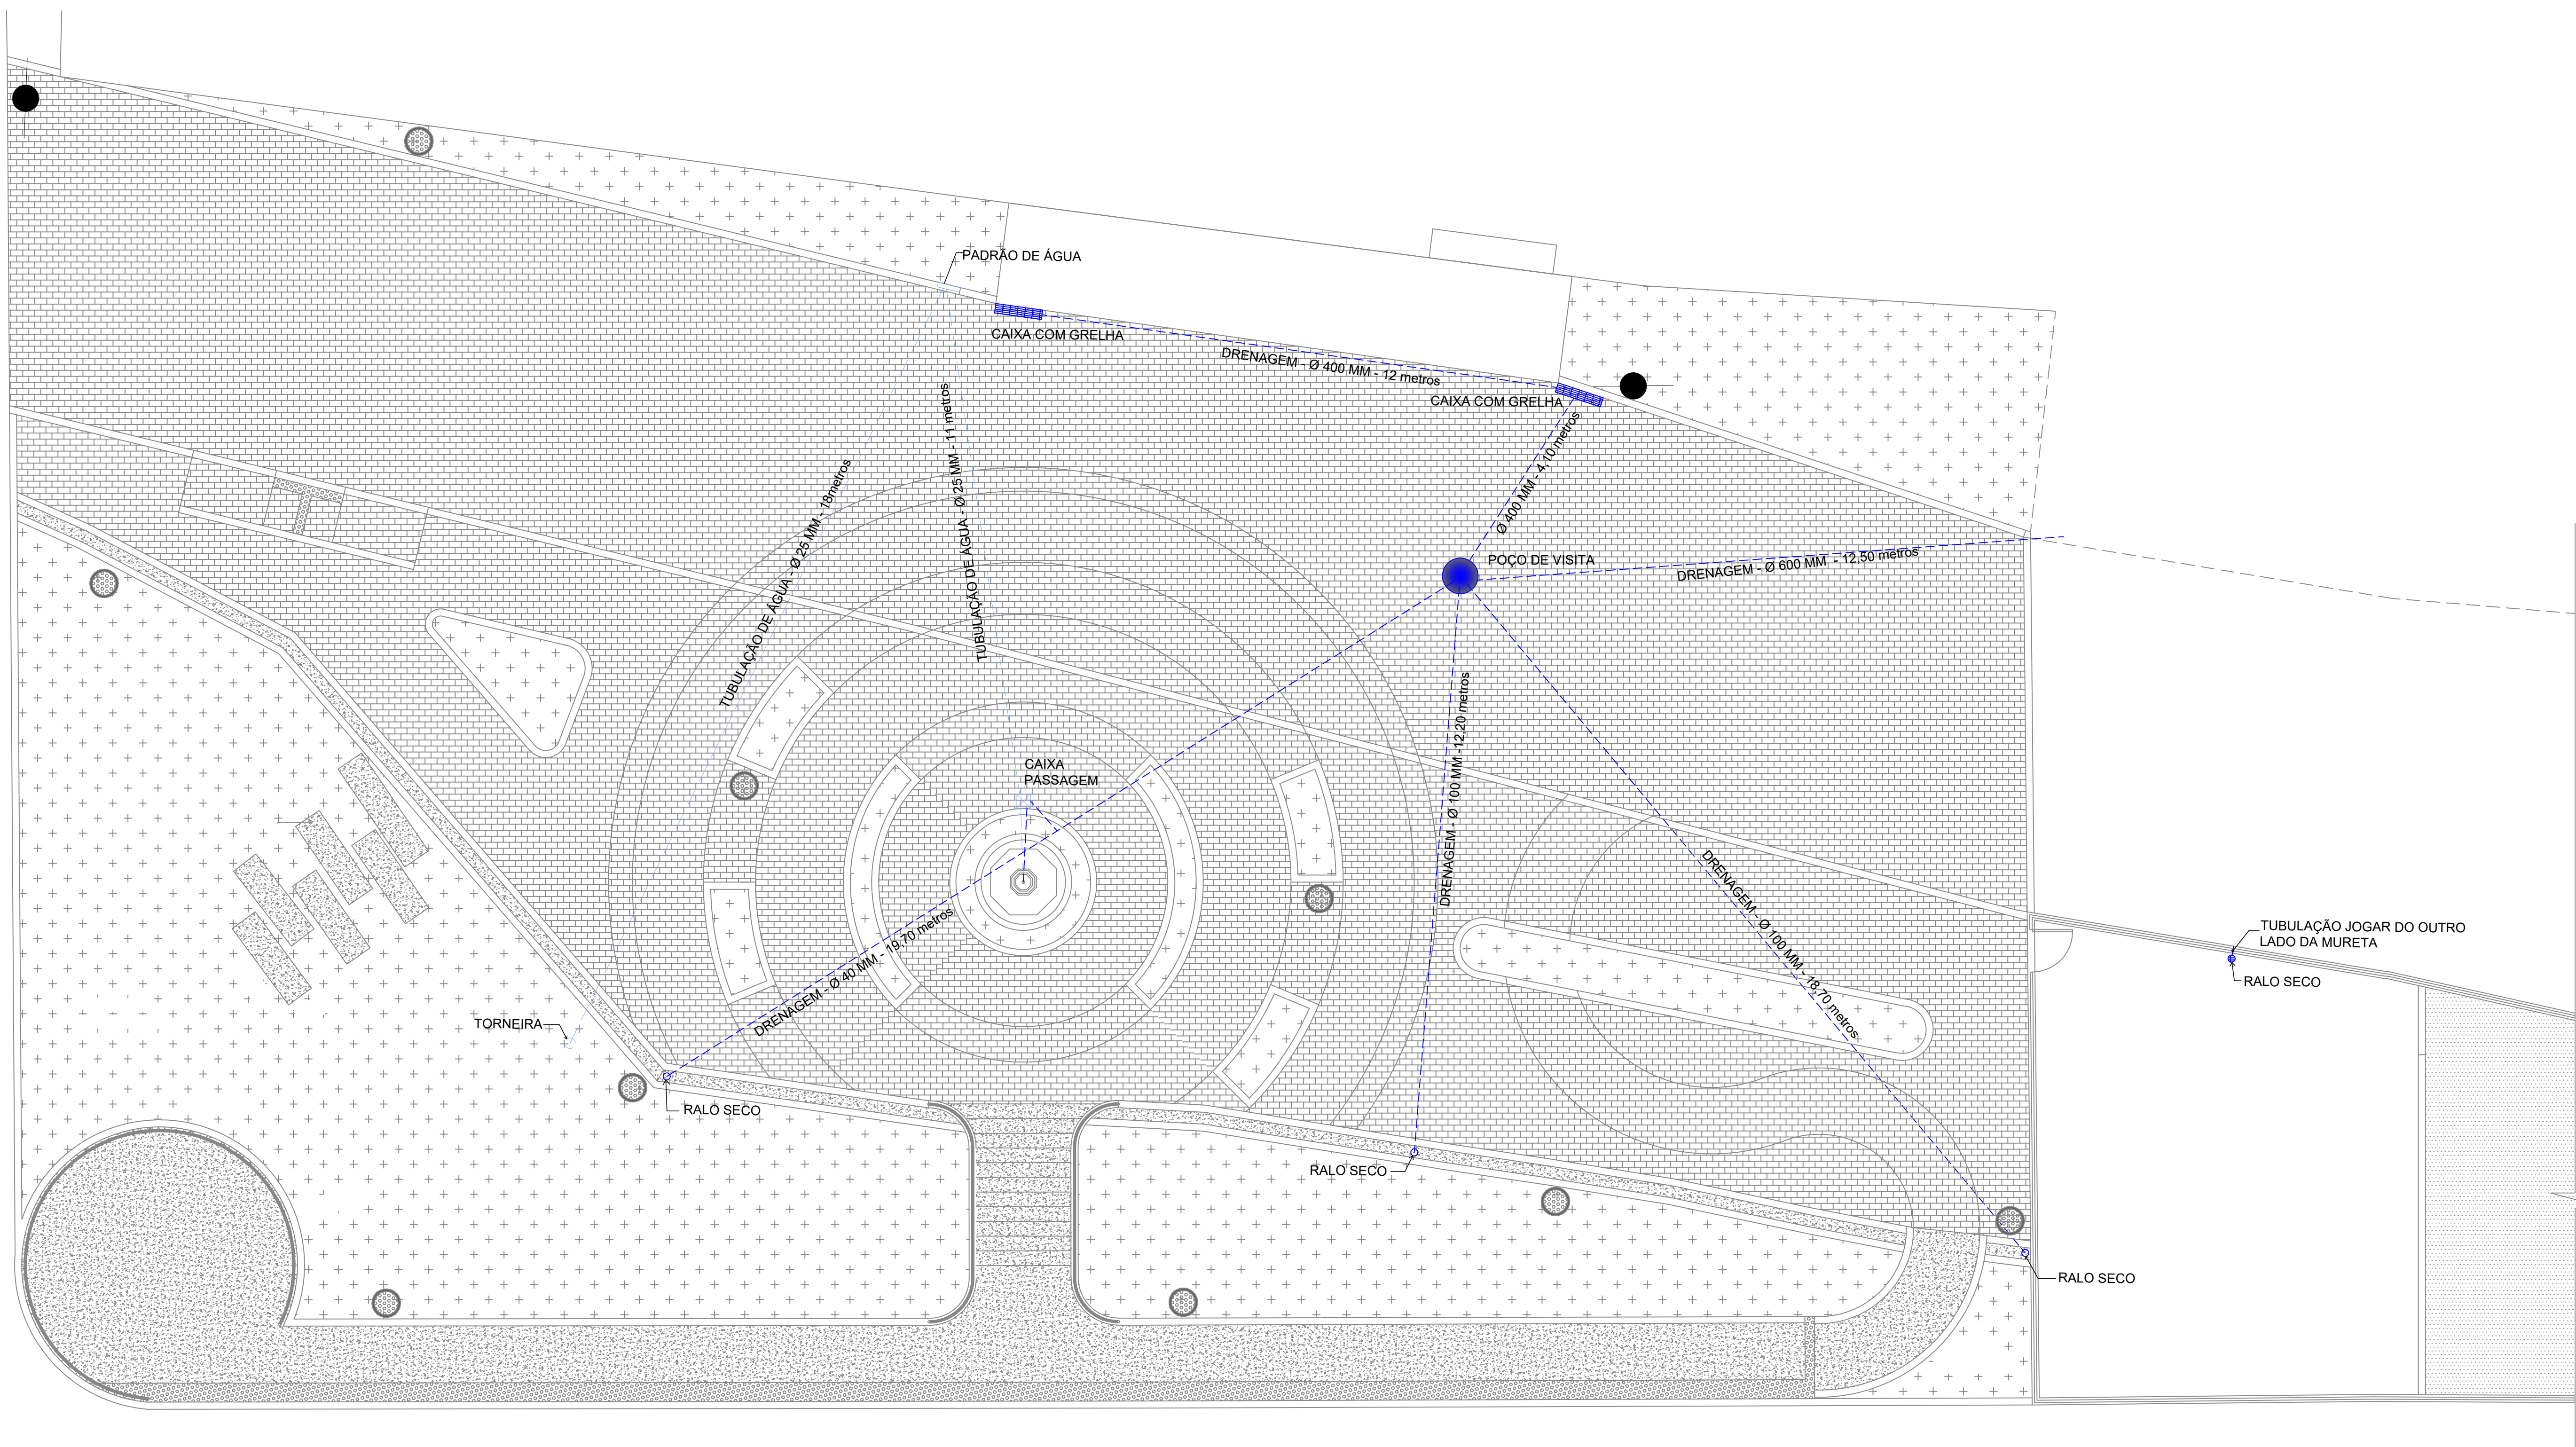 PADRÃO DE ÁGUA
CAIXA COM GRELHA
DRENAGEM - Ø 400 MM - 12 metros
CAIXA COM GRELHA
Ø 400 MM - 4,10 metros
TUBULAÇÃO DE ÁGUA - Ø 25 MM - 18metros
TUBULAÇÃO DE ÁGUA - Ø 25 MM - 11 metros
POÇO DE VISITA
DRENAGEM - Ø 600 MM - 12,50 metros
CAIXA
PASSAGEM
DRENAGEM - Ø 100 MM -12,20 metros
DRENAGEM - Ø 100 MM - 18,70 metros
DRENAGEM - Ø 40 MM - 19,70 metros
TUBULAÇÃO JOGAR DO OUTRO
LADO DA MURETA
RALO SECO
TORNEIRA
RALO SECO
RALO SECO
RALO SECO